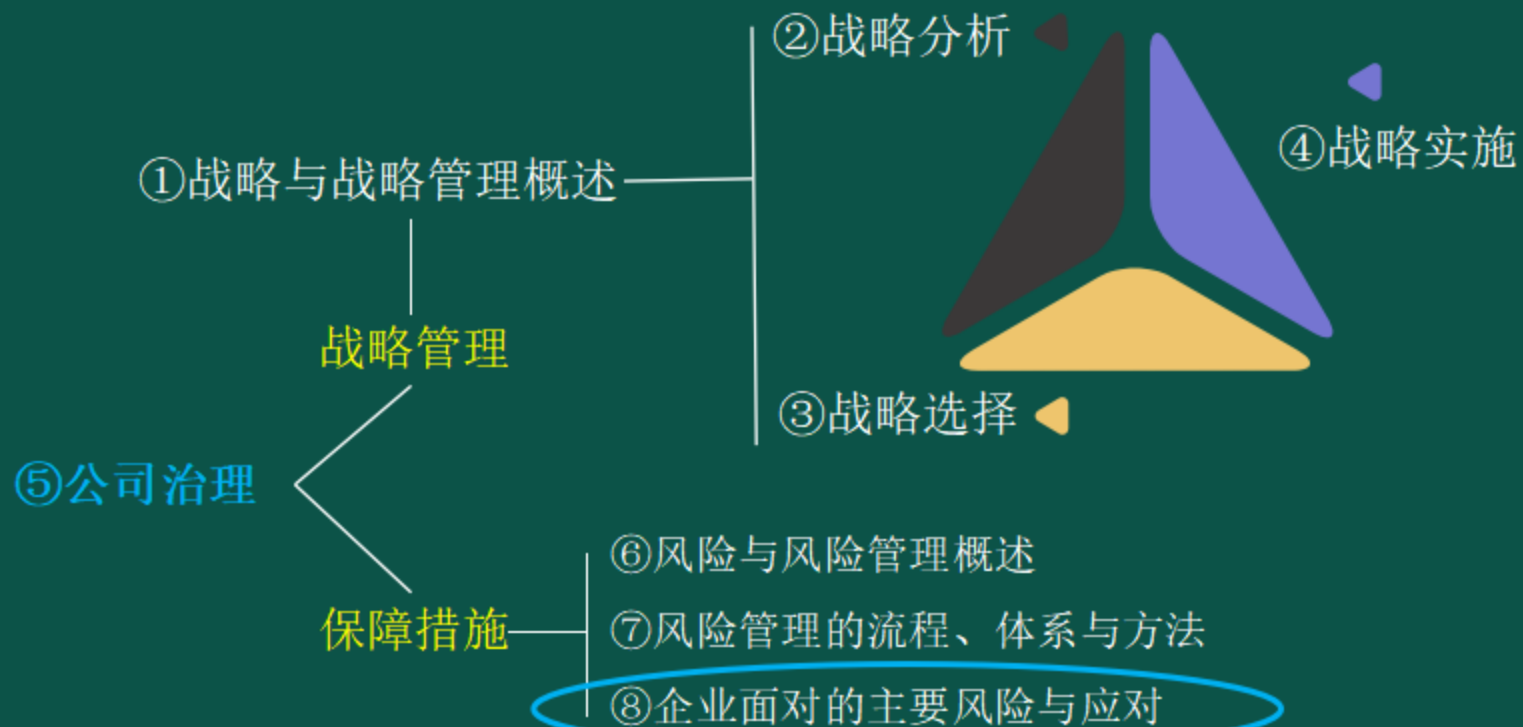 ②战略分析
④战略实施
①战略与战略管理概述
战略管理
③战略选择
⑤公司治理
⑥风险与风险管理概述
保障措施
⑦风险管理的流程、体系与方法
⑧企业面对的主要风险与应对